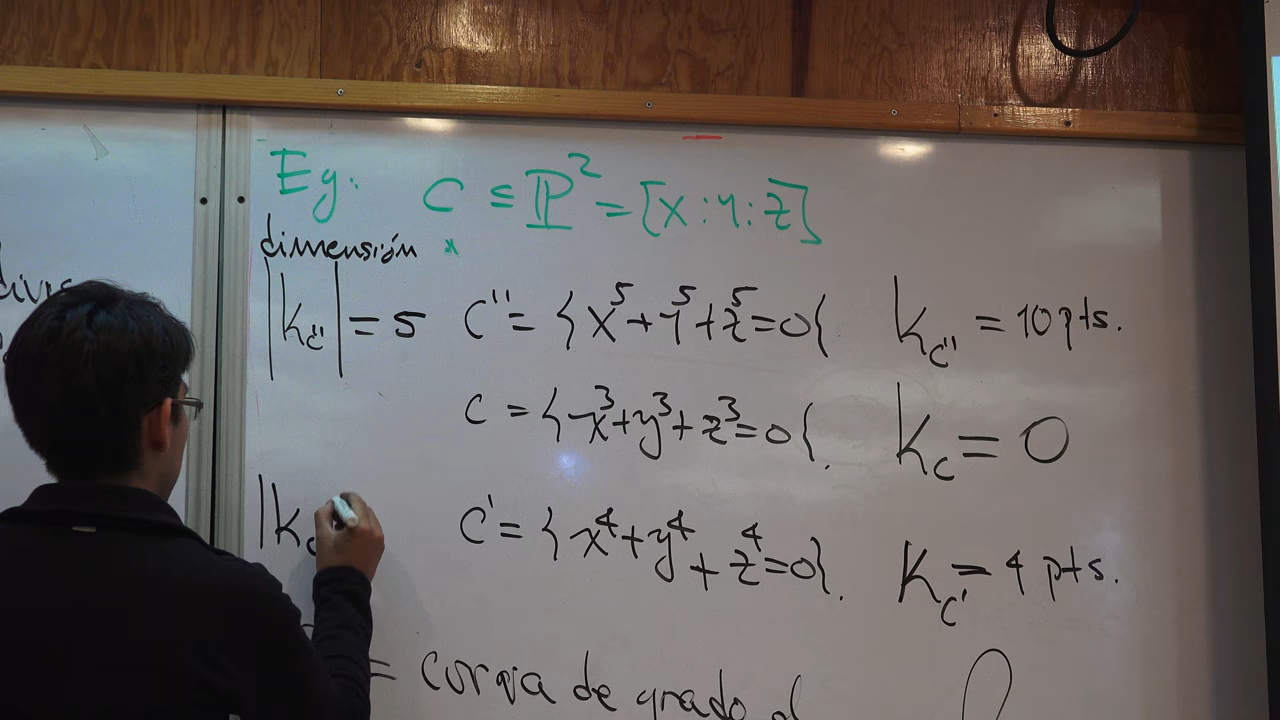 Eg: C ⊆ ℙ² = [X:Y:Z]
dimensión
|K_C''| = 5 C'' = {X⁵+Y⁵+Z⁵=0{ K_C'' = 10 pts.
C = {x³+y³+z³=0{. K_C = 0
|K C' = {x⁴+y⁴+z⁴=0}. K_C' = 4 pts.
= curva de grado d